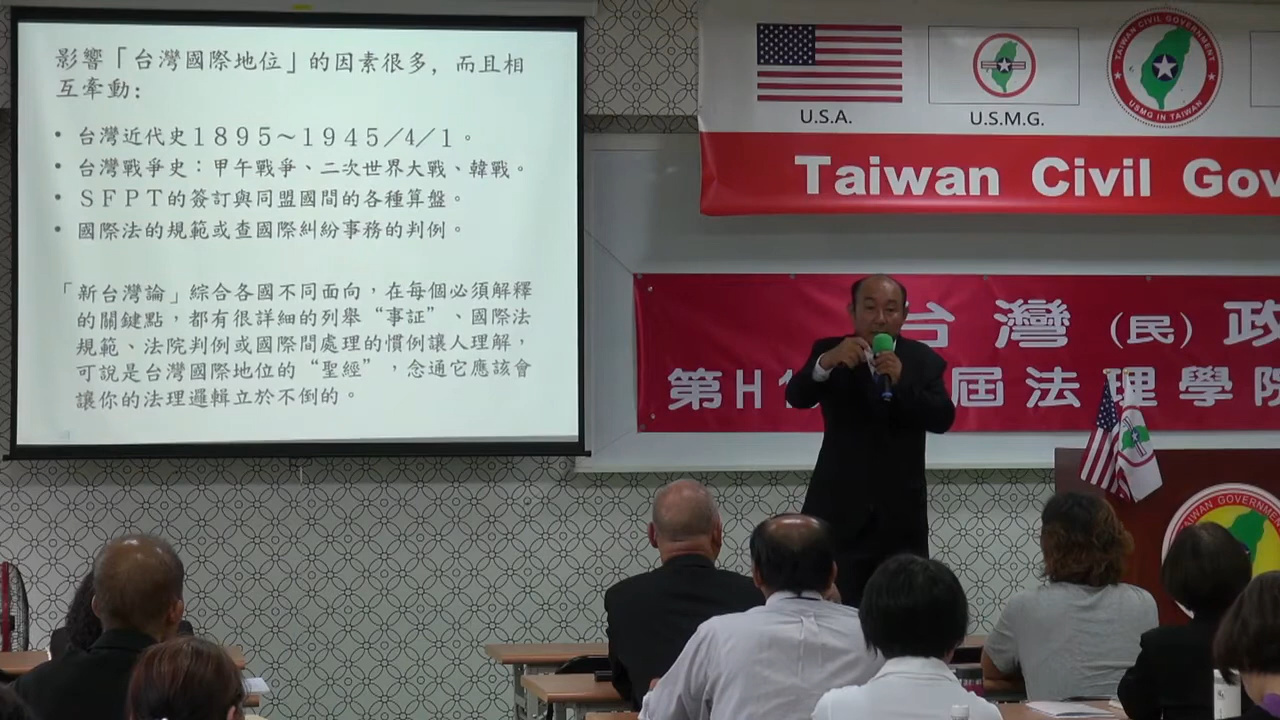 影響「台灣國際地位」的因素很多，而且相
互牽動：
• 台灣近代史１８９５～１９４５／４／１。
• 台灣戰爭史：甲午戰爭、二次世界大戰、韓戰。
• ＳＦＰＴ的簽訂與同盟國間的各種算盤。
• 國際法的規範或查國際糾紛事務的判例。
「新台灣論」綜合各國不同面向，在每個必須解釋
的關鍵點，都有很詳細的列舉“事証”、國際法
規範、法院判例或國際間處理的慣例讓人理解，
可說是台灣國際地位的“聖經”，念通它應該會
讓你的法理邏輯立於不倒的。
U.S.A.
U.S.M.G.
TAIWAN CIVIL GOVERNMENT
USMG IN TAIWAN
Taiwan Civil Gov
台灣（民）政
第H1 屆法理學院
TAIWAN GOVERNMENT